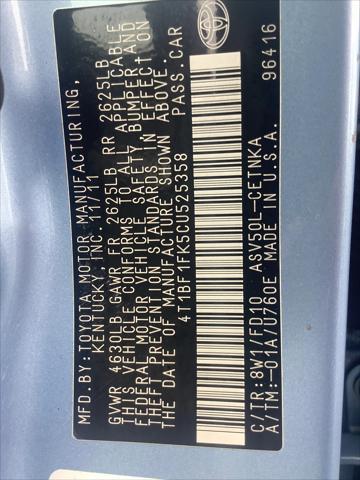 MFD.BY: TOYOTA MOTOR MANUFACTURING,
KENTUCKY, INC. 11/11
GVWR 4630LB GAWR FR 2625LB RR 2625LB
THIS VEHICLE CONFORMS TO ALL APPLICABLE
FEDERAL MOTOR VEHICLE SAFETY, BUMPER, AND
THEFT PREVENTION STANDARDS IN EFFECT ON
THE DATE OF MANUFACTURE SHOWN ABOVE.
4T1BF1FK5CU525358 PASS. CAR
TOYOTA
C/TR: 8W1/FD10 ASV50L-CETNKA
A/TM:-01A/U760E MADE IN U.S.A.
96416